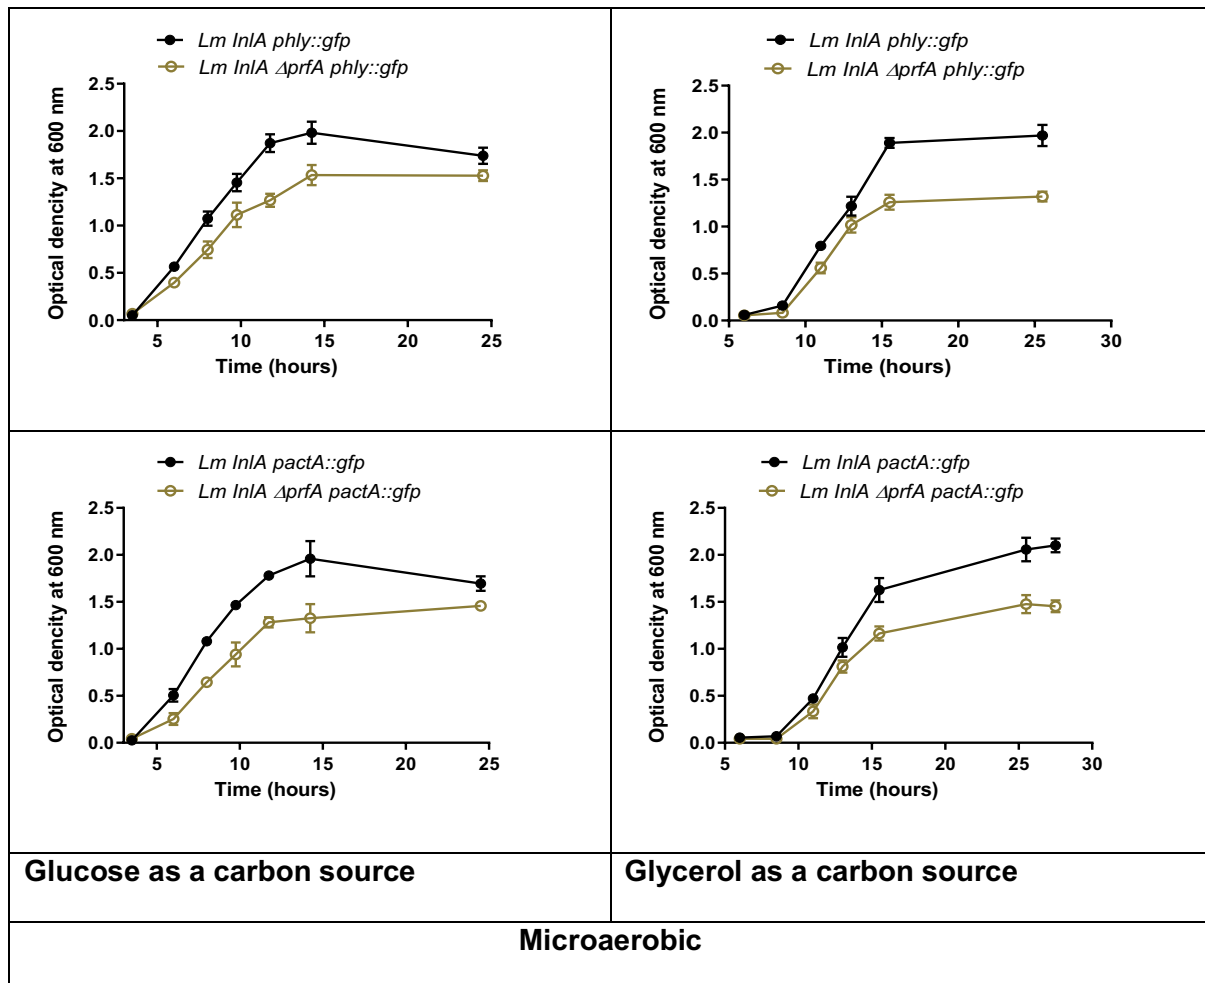 Lm InlA phly::gfp
Lm InlA ΔprfA phly::gfp
Optical dencity at 600 nm
2.5
2.0
1.5
1.0
0.5
0.0
5
10
15
20
25
Time (hours)
Lm InlA phly::gfp
Lm InlA ΔprfA phly::gfp
Optical dencity at 600 nm
2.5
2.0
1.5
1.0
0.5
0.0
5
10
15
20
25
30
Time (hours)
Lm InlA pactA::gfp
Lm InlA ΔprfA pactA::gfp
Optical dencity at 600 nm
2.5
2.0
1.5
1.0
0.5
0.0
5
10
15
20
25
Time (hours)
Lm InlA pactA::gfp
Lm InlA ΔprfA pactA::gfp
Optical dencity at 600 nm
2.5
2.0
1.5
1.0
0.5
0.0
5
10
15
20
25
30
Time (hours)
Glucose as a carbon source
Glycerol as a carbon source
Microaerobic